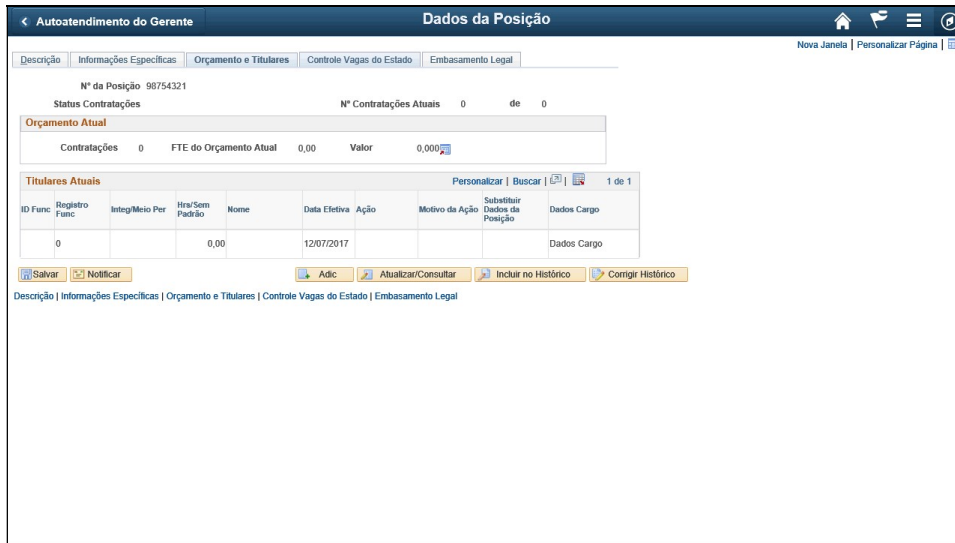 Autoatendimento do Gerente
Dados da Posição
Nova Janela | Personalizar Página |
Descrição Informações Específicas Orçamento e Titulares Controle Vagas do Estado Embasamento Legal
Nº da Posição 98754321
Status Contratações Nº Contratações Atuais 0 de 0
Orçamento Atual
Contratações 0 FTE do Orçamento Atual 0,00 Valor 0,000
Titulares Atuais Personalizar | Buscar | | 1 de 1
ID Func Registro Func Integ/Meio Per Hrs/Sem Padrão Nome Data Efetiva Ação Motivo da Ação Substituir Dados da Posição Dados Cargo
0 0,00 12/07/2017 Dados Cargo
Salvar Notificar Adic Atualizar/Consultar Incluir no Histórico Corrigir Histórico
Descrição | Informações Específicas | Orçamento e Titulares | Controle Vagas do Estado | Embasamento Legal